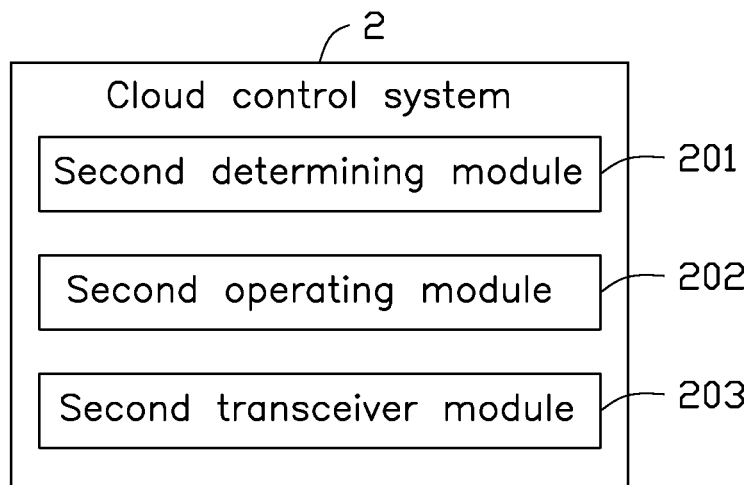 2
Cloud control system
Second determining module 201
Second operating module 202
Second transceiver module 203